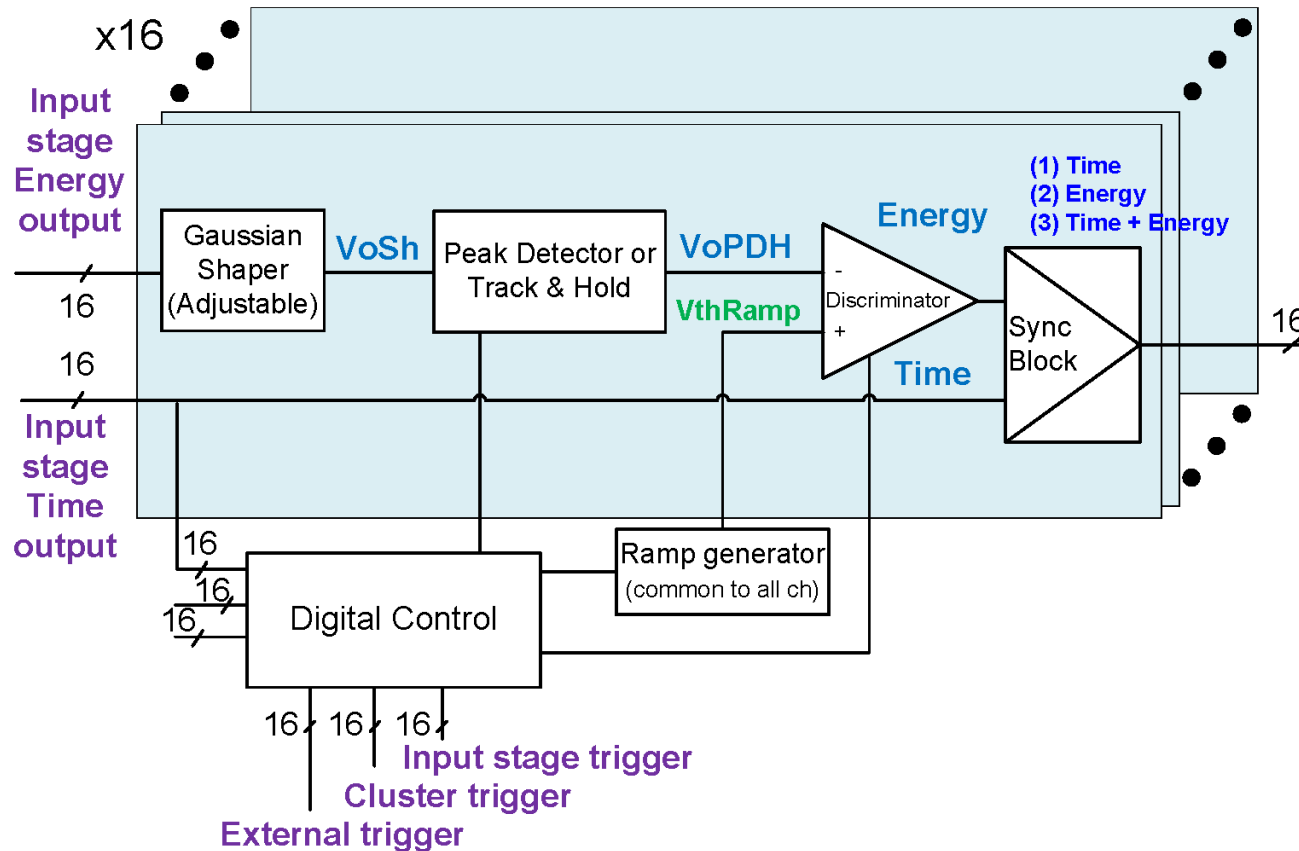 x16
Input
stage
Energy
output
16
16
Input
stage
Time
output
Gaussian
Shaper
(Adjustable)
VoSh
Peak Detector or
Track & Hold
VoPDH
VthRamp
-
Discriminator
+
Energy
Time
(1) Time
(2) Energy
(3) Time + Energy
Sync
Block
16
16
16
16
Digital Control
Ramp generator
(common to all ch)
16
16
16
Input stage trigger
Cluster trigger
External trigger